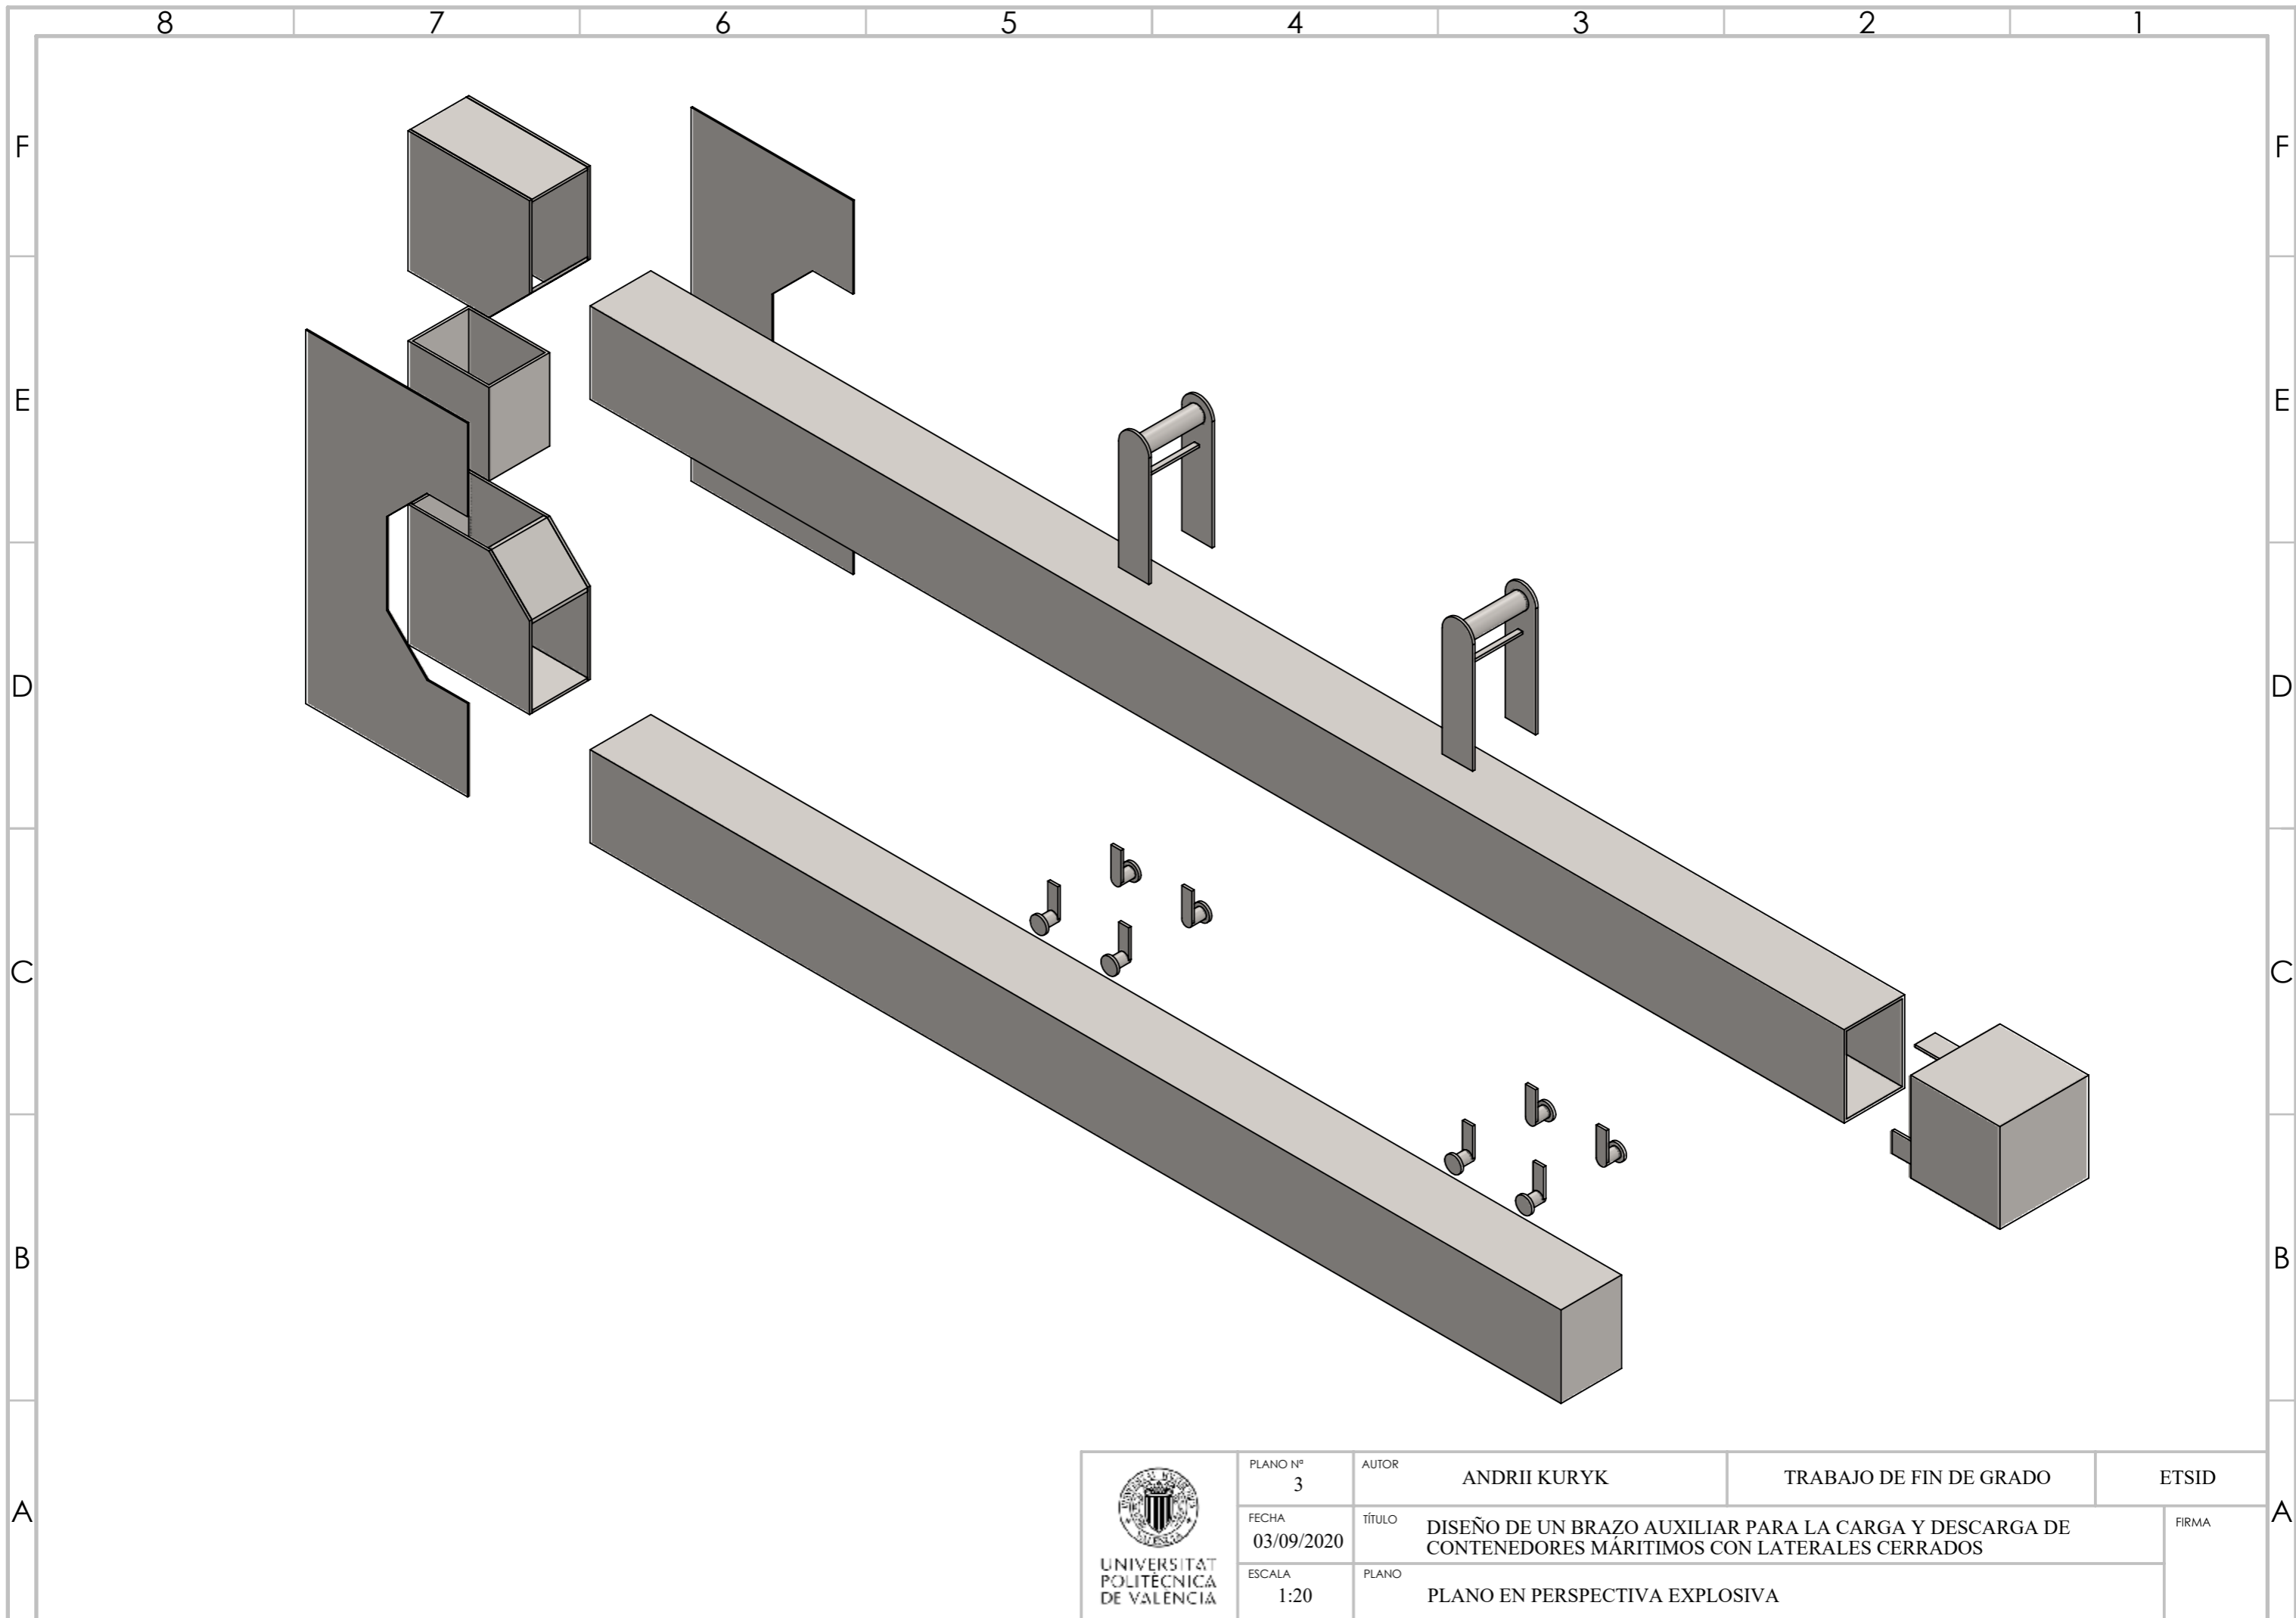 8 7 6 5 4 3 2 1
F F
E E
D D
C C
B B
A A
PLANO Nº
3
AUTOR
ANDRII KURYK
TRABAJO DE FIN DE GRADO
ETSID
FECHA
03/09/2020
TÍTULO
DISEÑO DE UN BRAZO AUXILIAR PARA LA CARGA Y DESCARGA DE
CONTENEDORES MÁRITIMOS CON LATERALES CERRADOS
FIRMA
ESCALA
1:20
PLANO
PLANO EN PERSPECTIVA EXPLOSIVA
UNIVERSITAT
POLITÈCNICA
DE VALÈNCIA